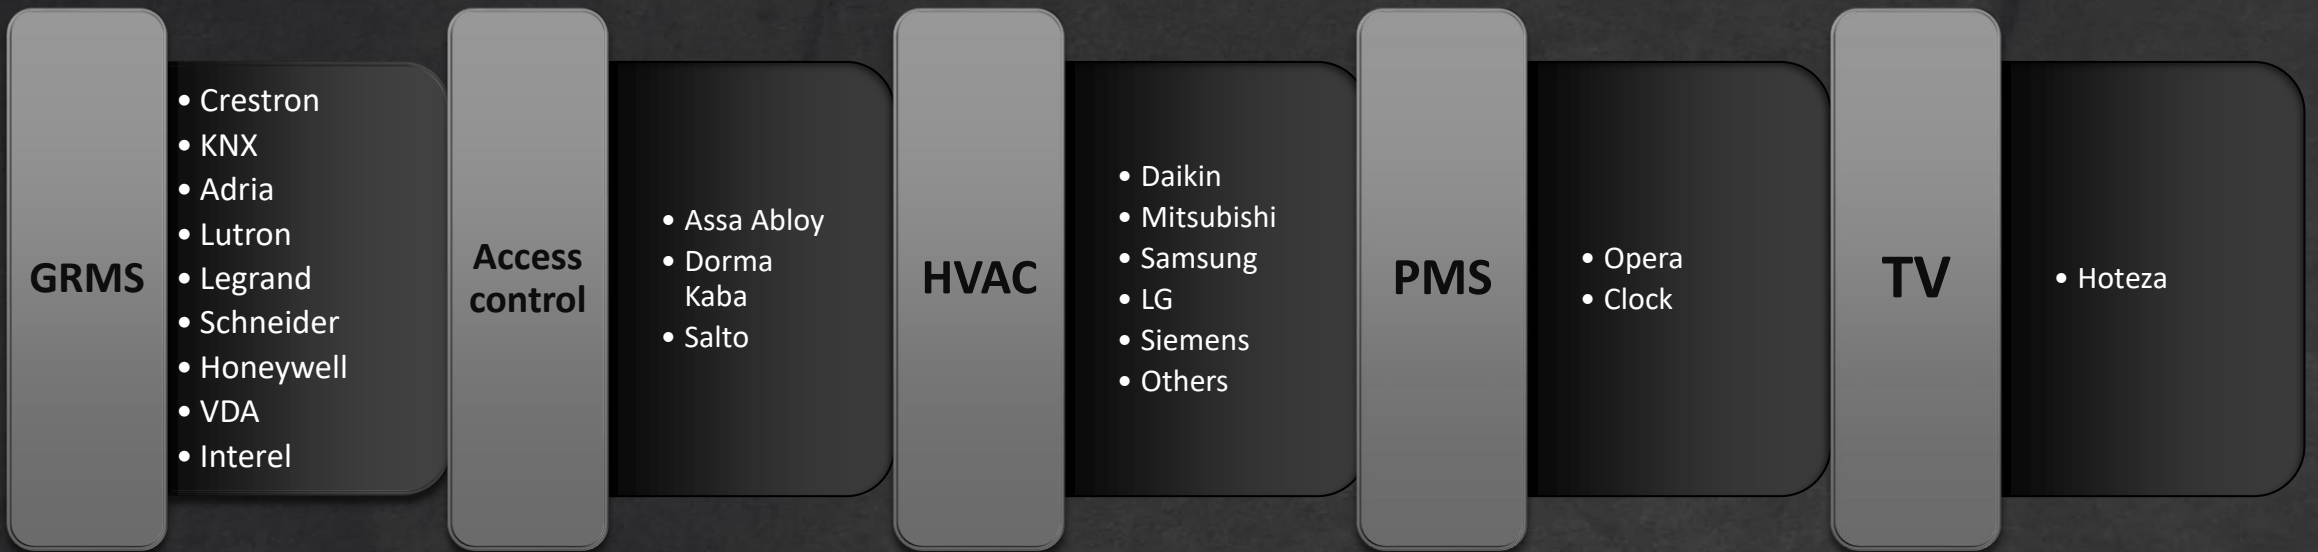 GRMS
• Crestron
• KNX
• Adria
• Lutron
• Legrand
• Schneider
• Honeywell
• VDA
• Interel
Access
control
• Assa Abloy
• Dorma
Kaba
• Salto
HVAC
• Daikin
• Mitsubishi
• Samsung
• LG
• Siemens
• Others
PMS
• Opera
• Clock
TV
• Hoteza